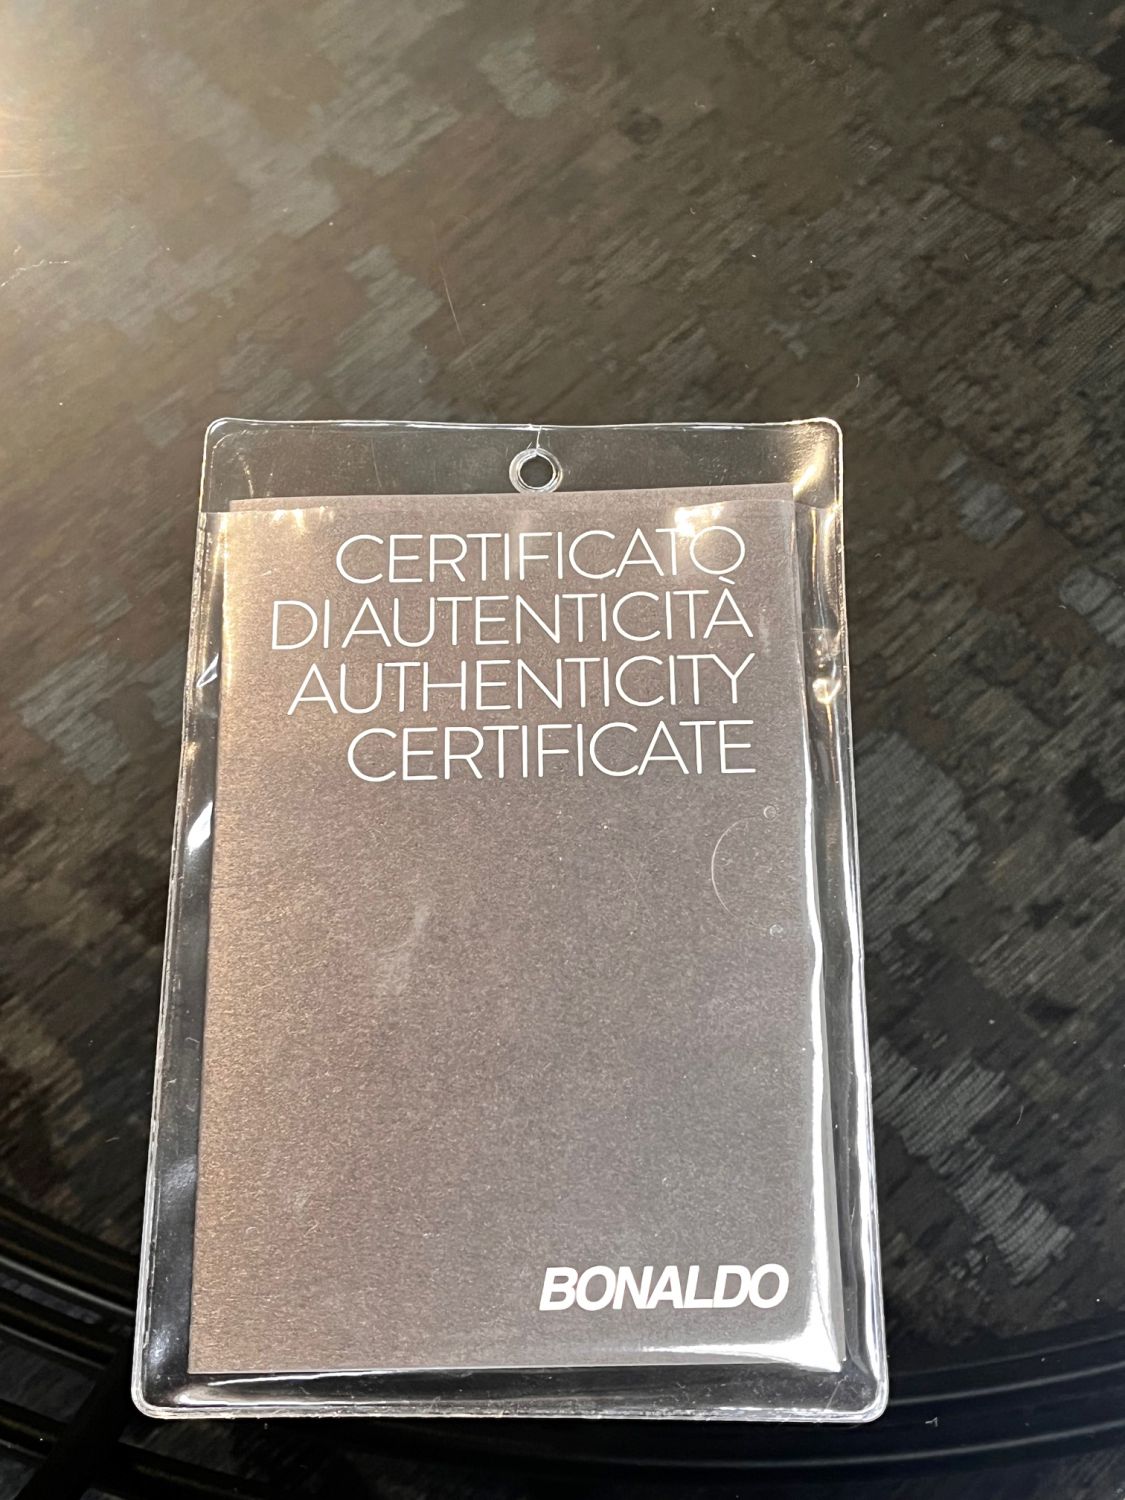 CERTIFICATO
DI AUTENTICITÀ
AUTHENTICITY
CERTIFICATE
BONALDO